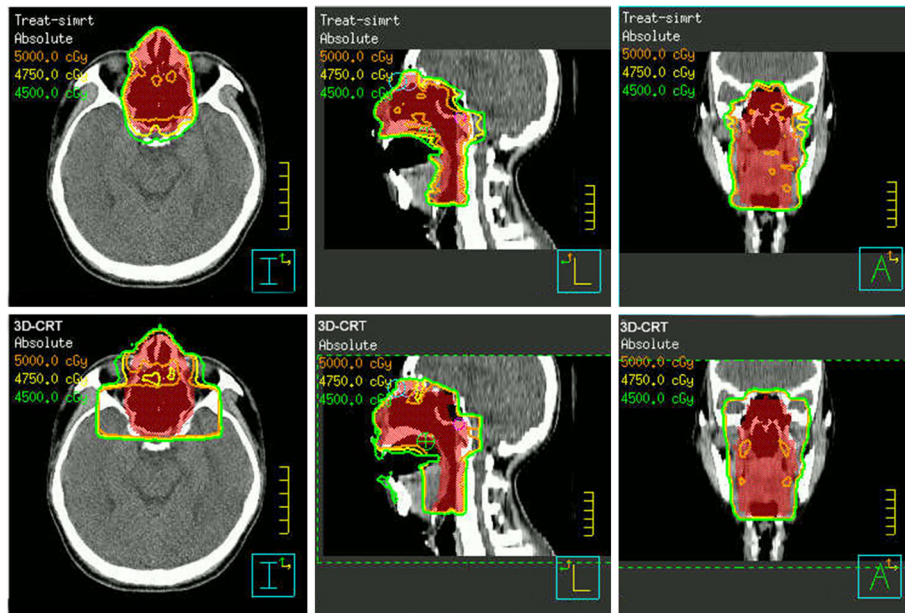 Treat-simrt
Absolute
5000.0 cGy
4750.0 cGy
4500.0 cGy
I
Treat-simrt
Absolute
5000.0 cGy
4750.0 cGy
4500.0 cGy
L
Treat-simrt
Absolute
5000.0 cGy
4750.0 cGy
4500.0 cGy
A
3D-CRT
Absolute
5000.0 cGy
4750.0 cGy
4500.0 cGy
I
3D-CRT
Absolute
5000.0 cGy
4750.0 cGy
4500.0 cGy
L
3D-CRT
Absolute
5000.0 cGy
4750.0 cGy
4500.0 cGy
A